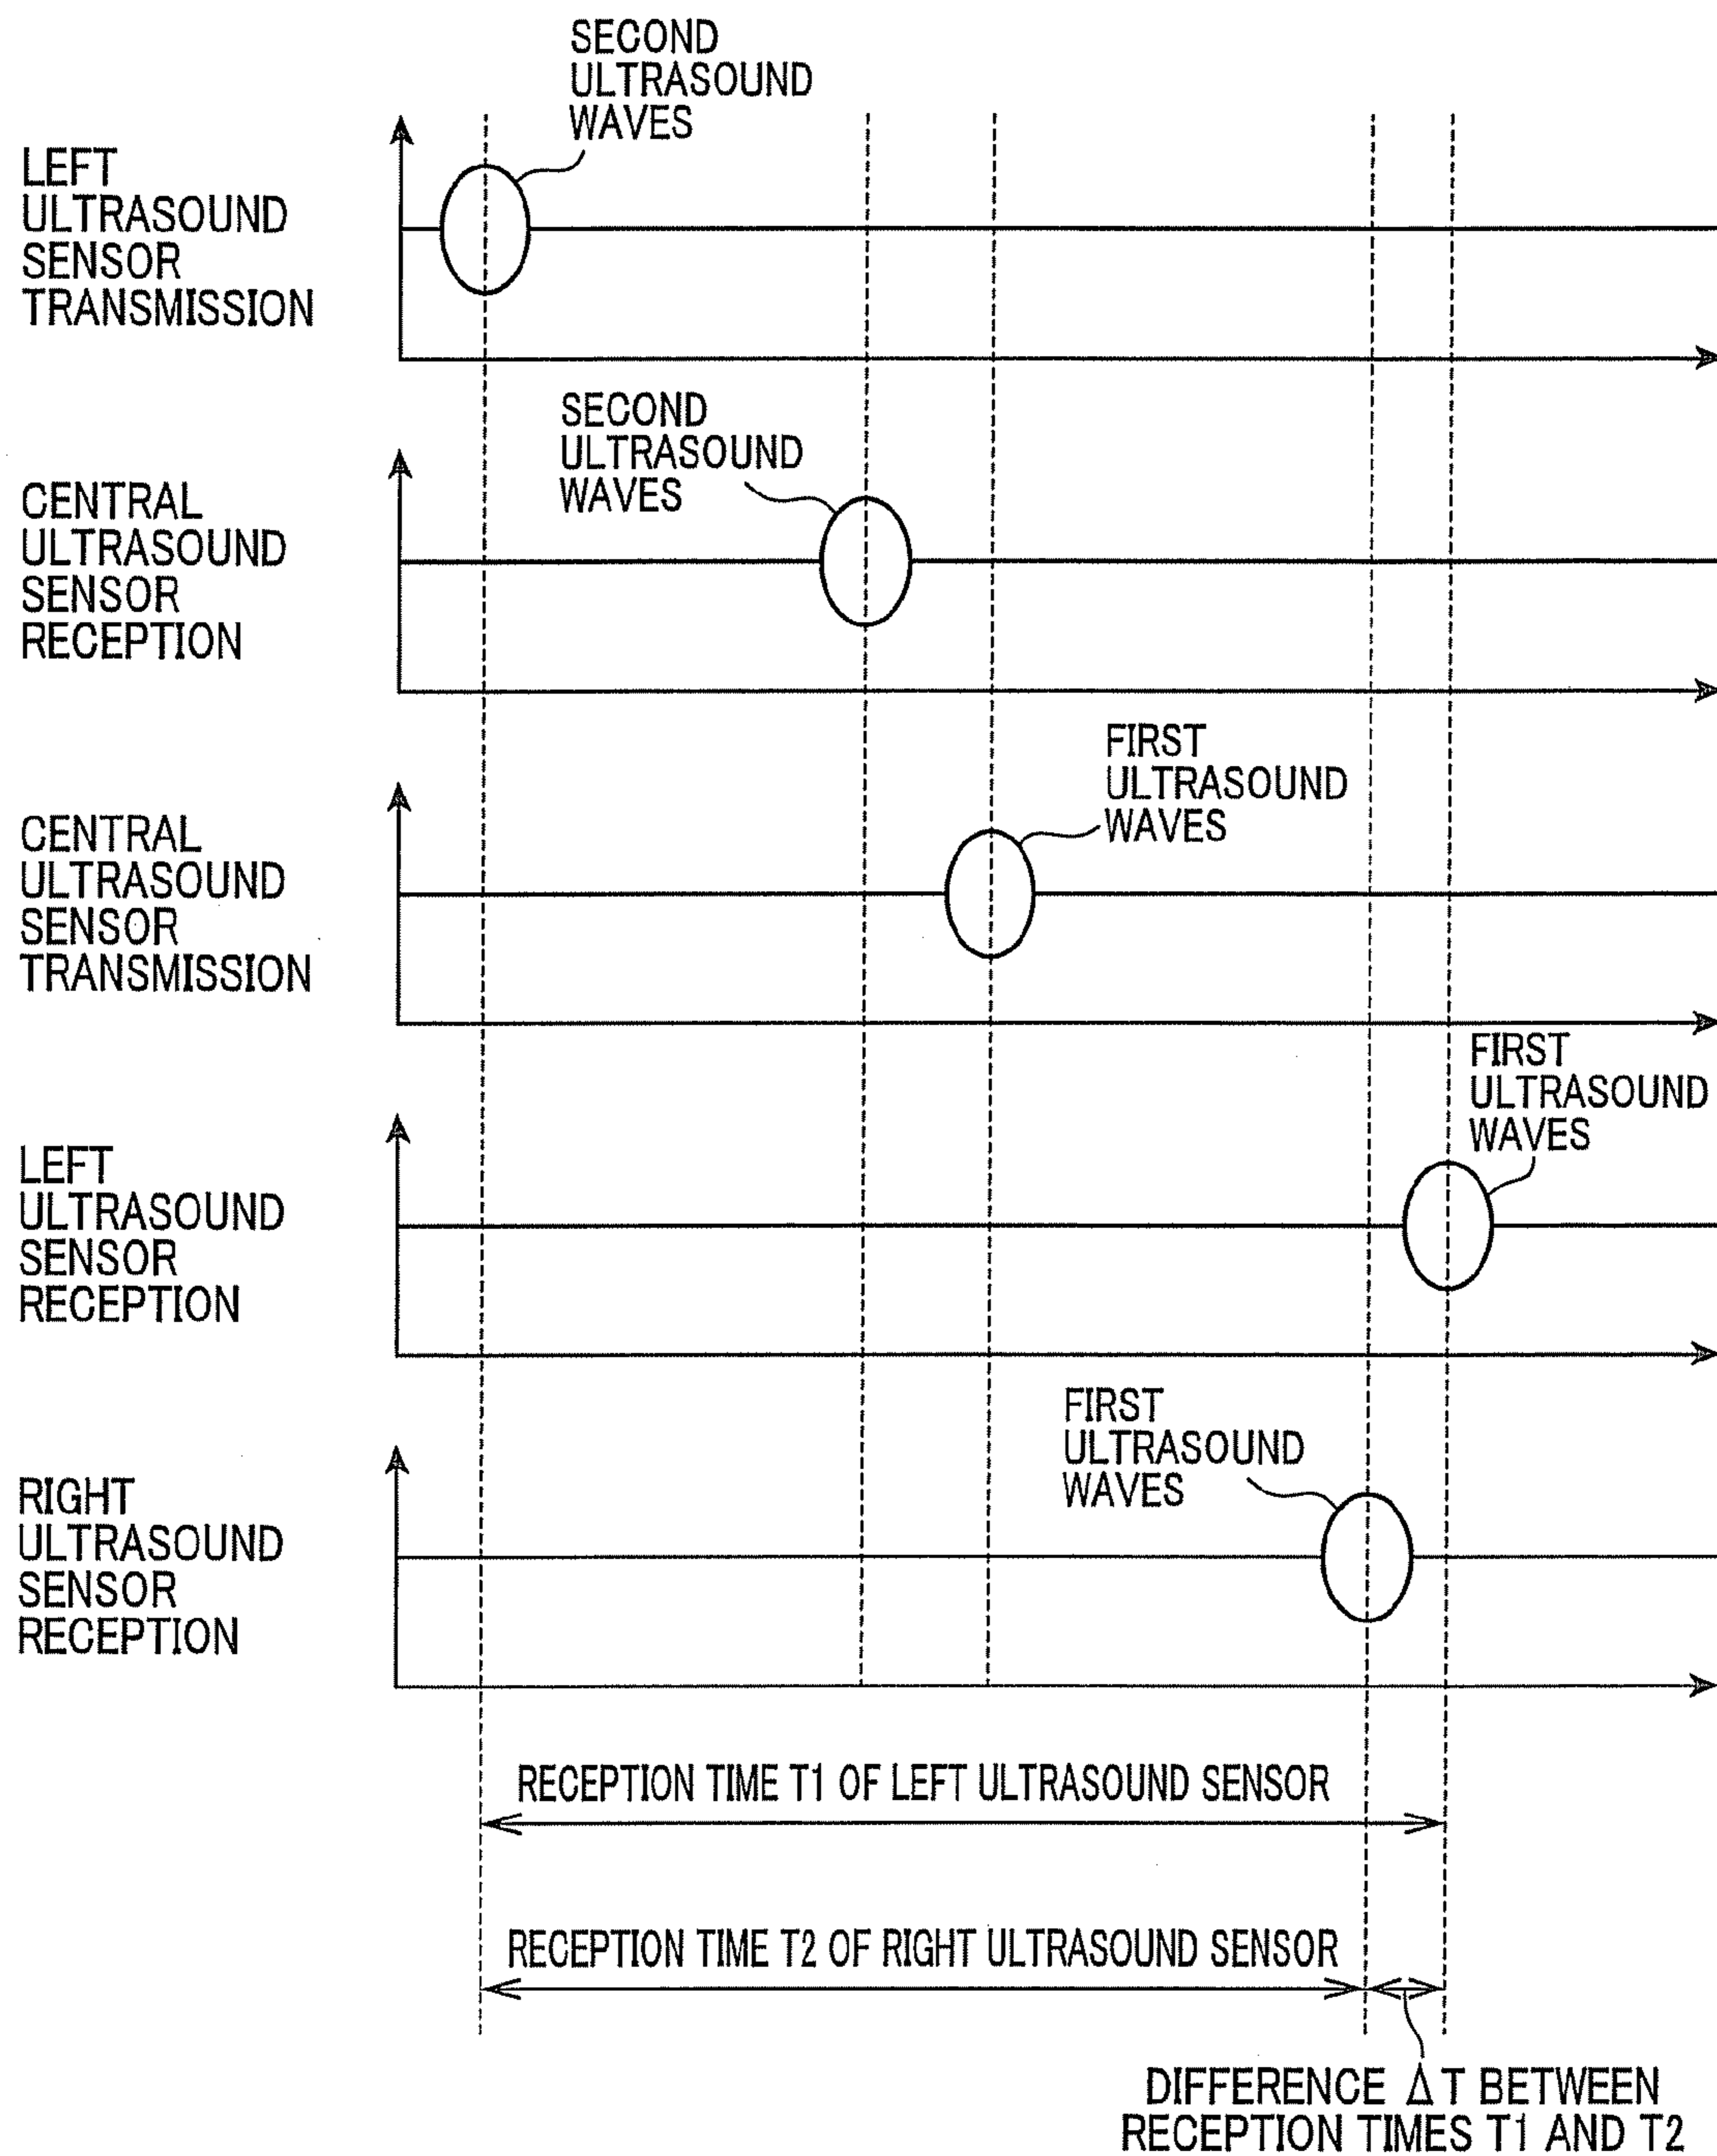 SECOND
ULTRASOUND
WAVES
LEFT
ULTRASOUND
SENSOR
TRANSMISSION
SECOND
ULTRASOUND
WAVES
CENTRAL
ULTRASOUND
SENSOR
RECEPTION
FIRST
ULTRASOUND
WAVES
CENTRAL
ULTRASOUND
SENSOR
TRANSMISSION
FIRST
ULTRASOUND
WAVES
LEFT
ULTRASOUND
SENSOR
RECEPTION
FIRST
ULTRASOUND
WAVES
RIGHT
ULTRASOUND
SENSOR
RECEPTION
RECEPTION TIME T1 OF LEFT ULTRASOUND SENSOR
RECEPTION TIME T2 OF RIGHT ULTRASOUND SENSOR
DIFFERENCE ΔT BETWEEN
RECEPTION TIMES T1 AND T2